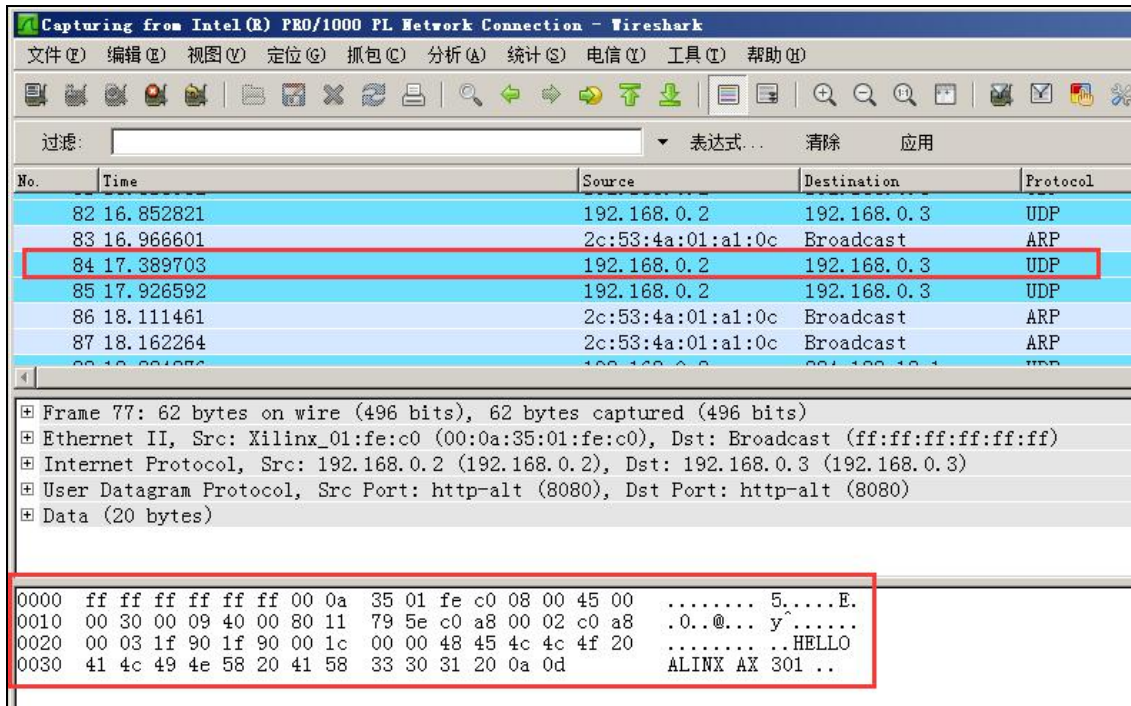 Capturing from Intel(R) PRO/1000 PL Network Connection - Wireshark
文件(F) 编辑(E) 视图(V) 定位(G) 抓包(C) 分析(A) 统计(S) 电信(Y) 工具(T) 帮助(H)
过滤: 表达式... 清除 应用
No. Time Source Destination Protocol
82 16.852821 192.168.0.2 192.168.0.3 UDP
83 16.966601 2c:53:4a:01:a1:0c Broadcast ARP
84 17.389703 192.168.0.2 192.168.0.3 UDP
85 17.926592 192.168.0.2 192.168.0.3 UDP
86 18.111461 2c:53:4a:01:a1:0c Broadcast ARP
87 18.162264 2c:53:4a:01:a1:0c Broadcast ARP
Frame 77: 62 bytes on wire (496 bits), 62 bytes captured (496 bits)
Ethernet II, Src: Xilinx_01:fe:c0 (00:0a:35:01:fe:c0), Dst: Broadcast (ff:ff:ff:ff:ff:ff)
Internet Protocol, Src: 192.168.0.2 (192.168.0.2), Dst: 192.168.0.3 (192.168.0.3)
User Datagram Protocol, Src Port: http-alt (8080), Dst Port: http-alt (8080)
Data (20 bytes)
0000 ff ff ff ff ff ff 00 0a 35 01 fe c0 08 00 45 00 ........ 5.....E.
0010 00 30 00 09 40 00 80 11 79 5e c0 a8 00 02 c0 a8 .0..@... y^......
0020 00 03 1f 90 1f 90 00 1c 00 00 48 45 4c 4c 4f 20 ........ ..HELLO
0030 41 4c 49 4e 58 20 41 58 33 30 31 20 0a 0d ALINX AX 301 ..